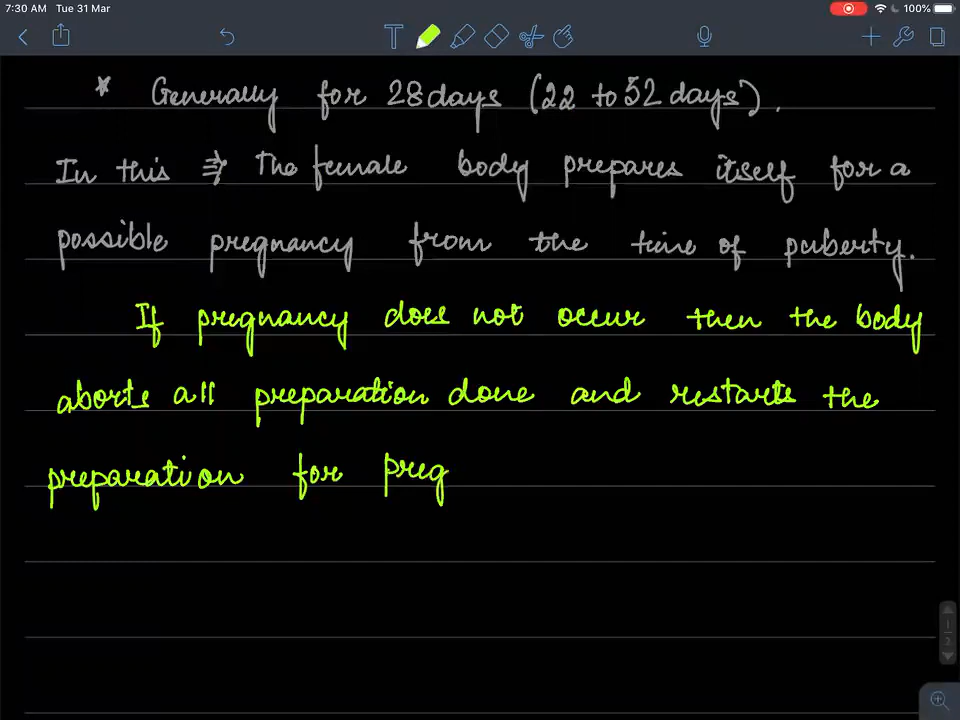 7:30 AM Tue 31 Mar 100%
* Generally for 28 days (22 to 52 days).
In this ⇒ The female body prepares itself for a
possible pregnancy from the time of puberty.
If pregnancy does not occur then the body
aborts all preparation done and restarts the
preparation for preg